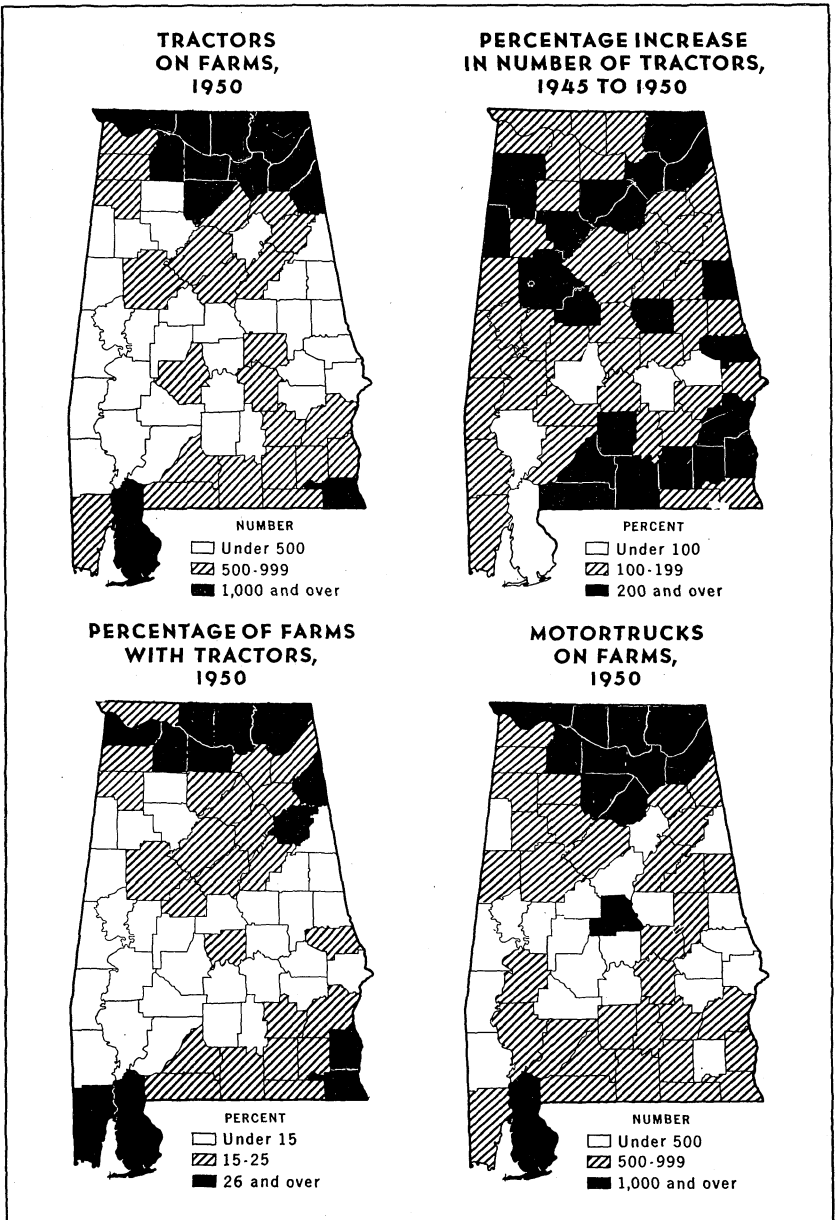 TRACTORS
ON FARMS,
1950
NUMBER
Under 500
500-999
1,000 and over
PERCENTAGE INCREASE
IN NUMBER OF TRACTORS,
1945 TO 1950
PERCENT
Under 100
100-199
200 and over
PERCENTAGE OF FARMS
WITH TRACTORS,
1950
PERCENT
Under 15
15-25
26 and over
MOTORTRUCKS
ON FARMS,
1950
NUMBER
Under 500
500-999
1,000 and over